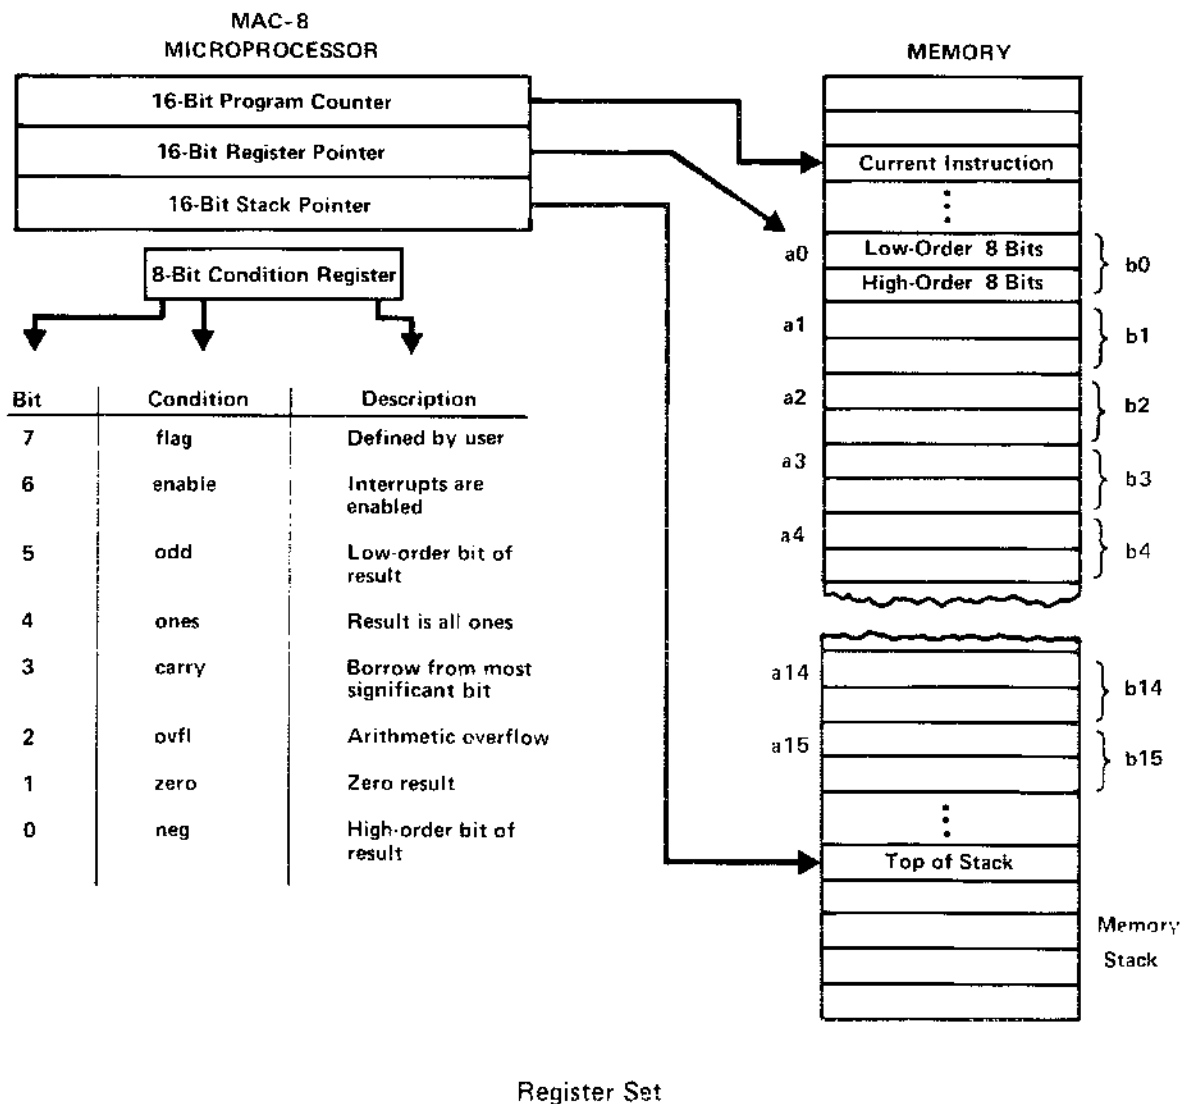 MAC-8
MICROPROCESSOR
16-Bit Program Counter
16-Bit Register Pointer
16-Bit Stack Pointer
8-Bit Condition Register
Bit Condition Description
7 flag Defined by user
6 enable Interrupts are
enabled
5 odd Low-order bit of
result
4 ones Result is all ones
3 carry Borrow from most
significant bit
2 ovfl Arithmetic overflow
1 zero Zero result
0 neg High-order bit of
result
MEMORY
Current Instruction
a0 Low-Order 8 Bits b0
High-Order 8 Bits
a1 b1
a2 b2
a3 b3
a4 b4
a14 b14
a15 b15
Top of Stack
Memory
Stack
Register Set